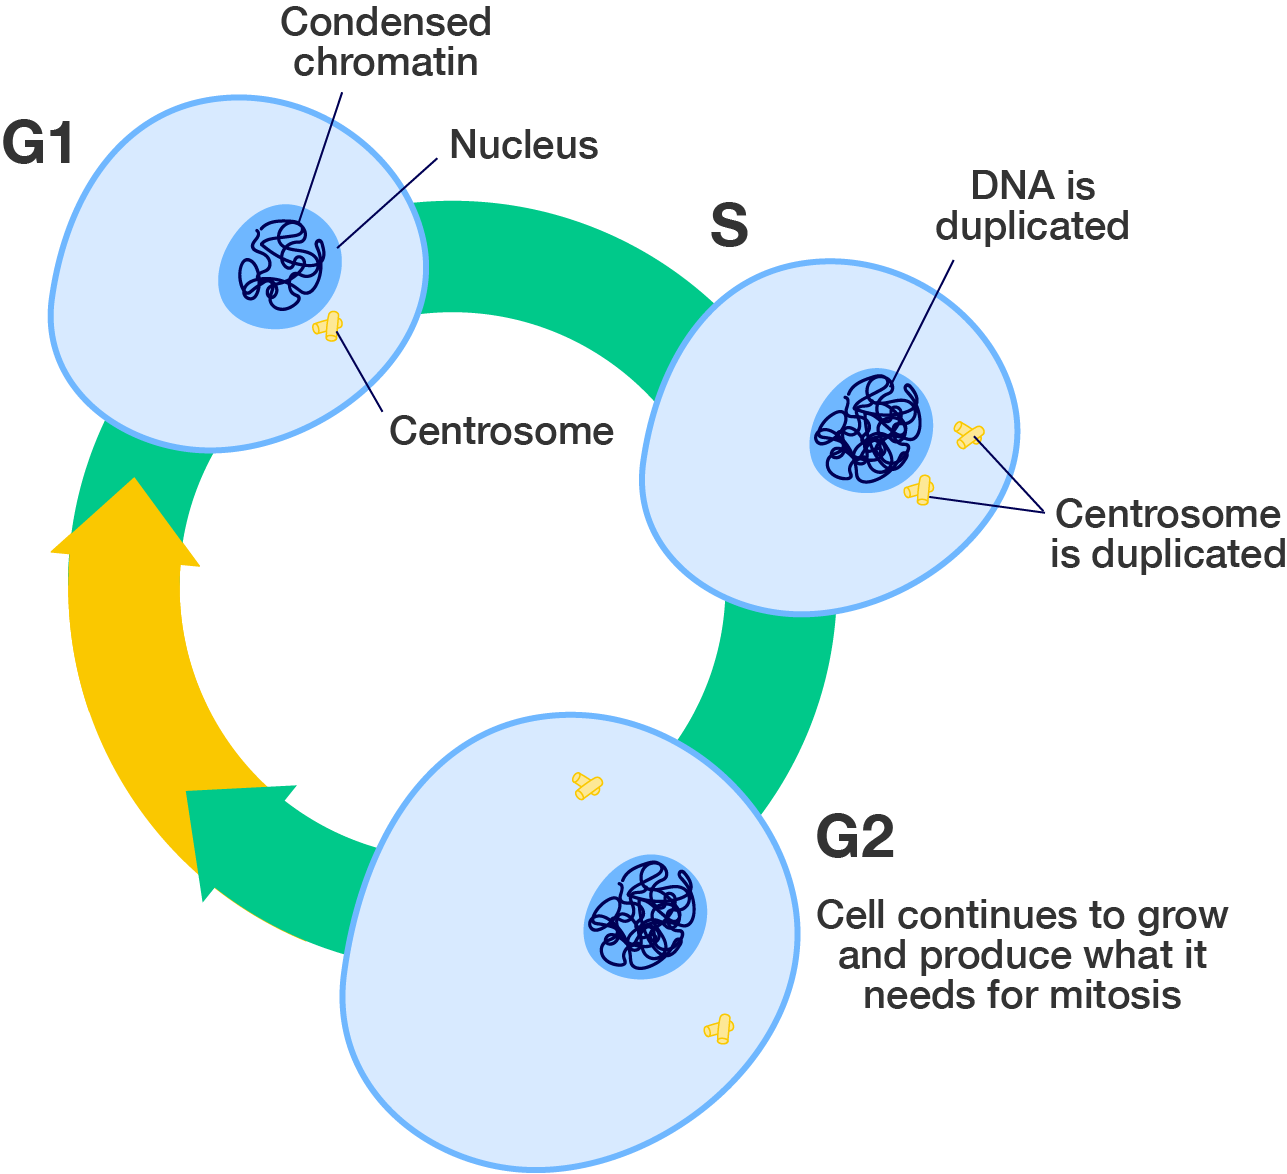 Condensed
chromatin
G1
Nucleus
Centrosome
S
DNA is
duplicated
Centrosome
is duplicated
G2
Cell continues to grow
and produce what it
needs for mitosis